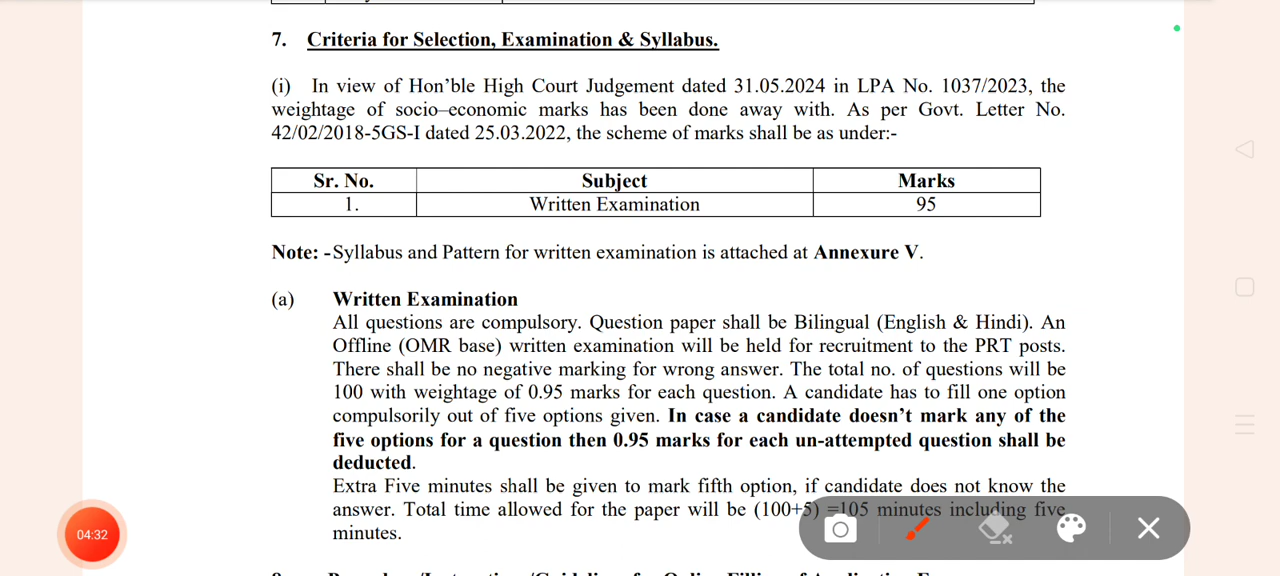 7. Criteria for Selection, Examination & Syllabus.
(i) In view of Hon'ble High Court Judgement dated 31.05.2024 in LPA No. 1037/2023, the
weightage of socio–economic marks has been done away with. As per Govt. Letter No.
42/02/2018-5GS-I dated 25.03.2022, the scheme of marks shall be as under:-
Sr. No. Subject Marks
1. Written Examination 95
Note: -Syllabus and Pattern for written examination is attached at Annexure V.
(a) Written Examination
All questions are compulsory. Question paper shall be Bilingual (English & Hindi). An
Offline (OMR base) written examination will be held for recruitment to the PRT posts.
There shall be no negative marking for wrong answer. The total no. of questions will be
100 with weightage of 0.95 marks for each question. A candidate has to fill one option
compulsorily out of five options given. In case a candidate doesn't mark any of the
five options for a question then 0.95 marks for each un-attempted question shall be
deducted.
Extra Five minutes shall be given to mark fifth option, if candidate does not know the
answer. Total time allowed for the paper will be (100+5) =105 minutes including five
minutes.
04:32